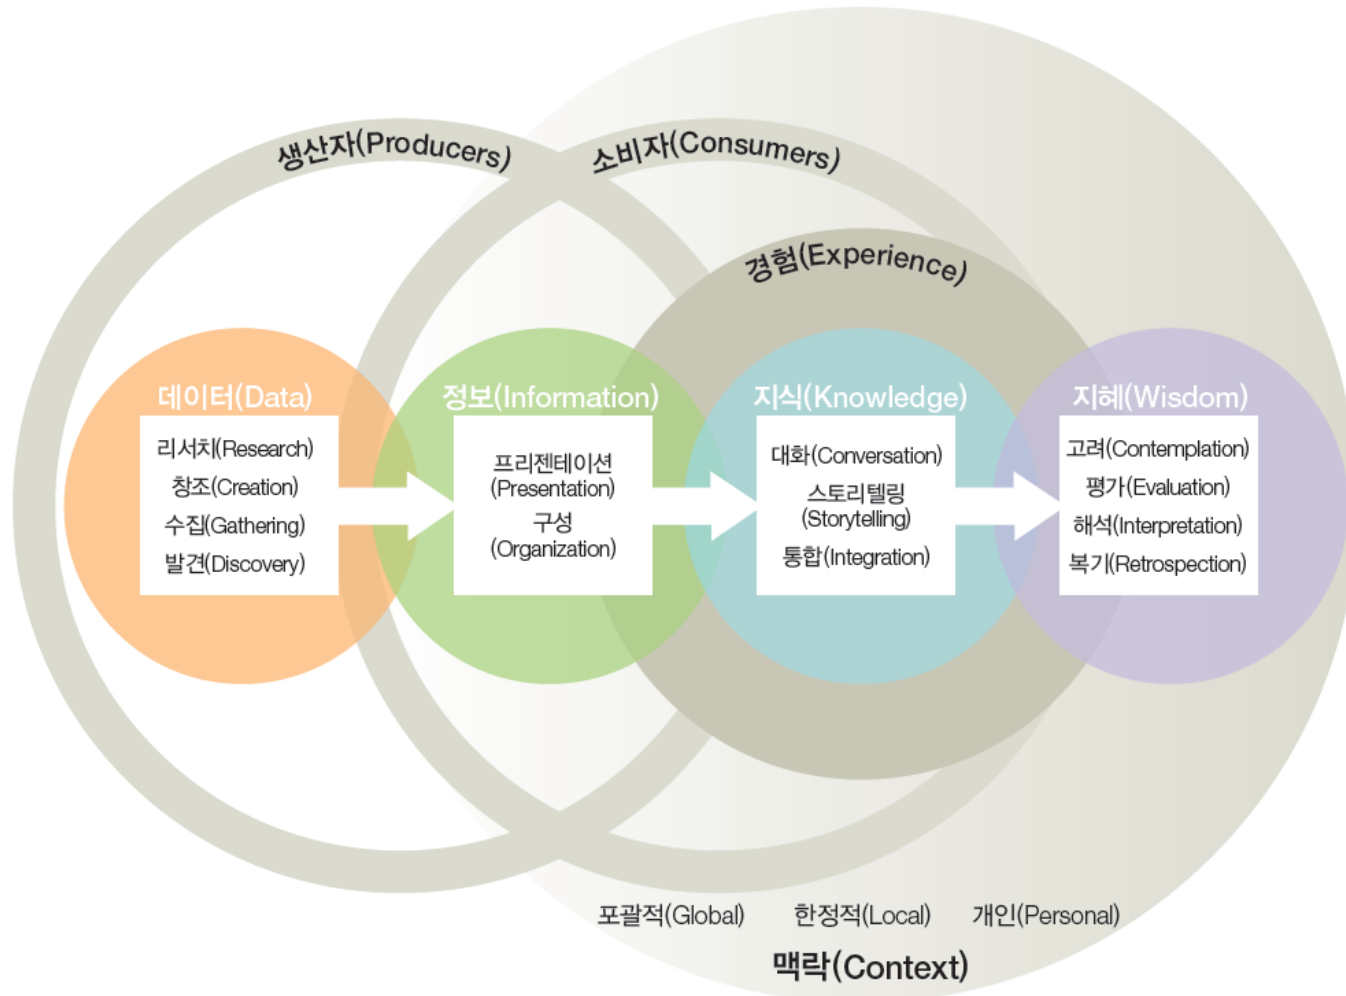 생산자(Producers)
소비자(Consumers)
경험(Experience)
데이터(Data)
리서치(Research)
창조(Creation)
수집(Gathering)
발견(Discovery)
정보(Information)
프리젠테이션
(Presentation)
구성
(Organization)
지식(Knowledge)
대화(Conversation)
스토리텔링
(Storytelling)
통합(Integration)
지혜(Wisdom)
고려(Contemplation)
평가(Evaluation)
해석(Interpretation)
복기(Retrospection)
포괄적(Global)
한정적(Local)
개인(Personal)
맥락(Context)